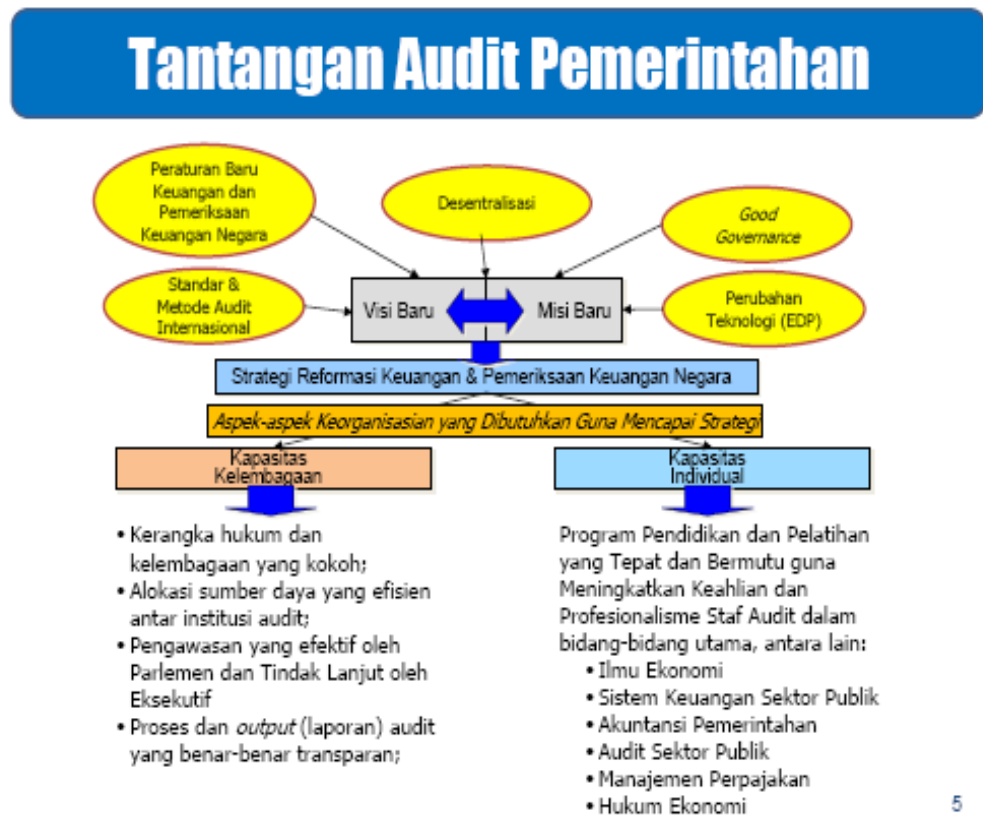 Tantangan Audit Pemerintahan
Peraturan Baru
Keuangan dan
Pemeriksaan
Keuangan Negara
Desentralisasi
Good
Governance
Standar &
Metode Audit
Internasional
Visi Baru
Misi Baru
Perubahan
Teknologi (EDP)
Strategi Reformasi Keuangan & Pemeriksaan Keuangan Negara
Aspek-aspek Keorganisasian yang Dibutuhkan Guna Mencapai Strategi
Kapasitas
Kelembagaan
• Kerangka hukum dan
kelembagaan yang kokoh;
• Alokasi sumber daya yang efisien
antar institusi audit;
• Pengawasan yang efektif oleh
Parlemen dan Tindak Lanjut oleh
Eksekutif
• Proses dan output (laporan) audit
yang benar-benar transparan;
Kapasitas
Individual
Program Pendidikan dan Pelatihan
yang Tepat dan Bermutu guna
Meningkatkan Keahlian dan
Profesionalisme Staf Audit dalam
bidang-bidang utama, antara lain:
• Ilmu Ekonomi
• Sistem Keuangan Sektor Publik
• Akuntansi Pemerintahan
• Audit Sektor Publik
• Manajemen Perpajakan
• Hukum Ekonomi
5